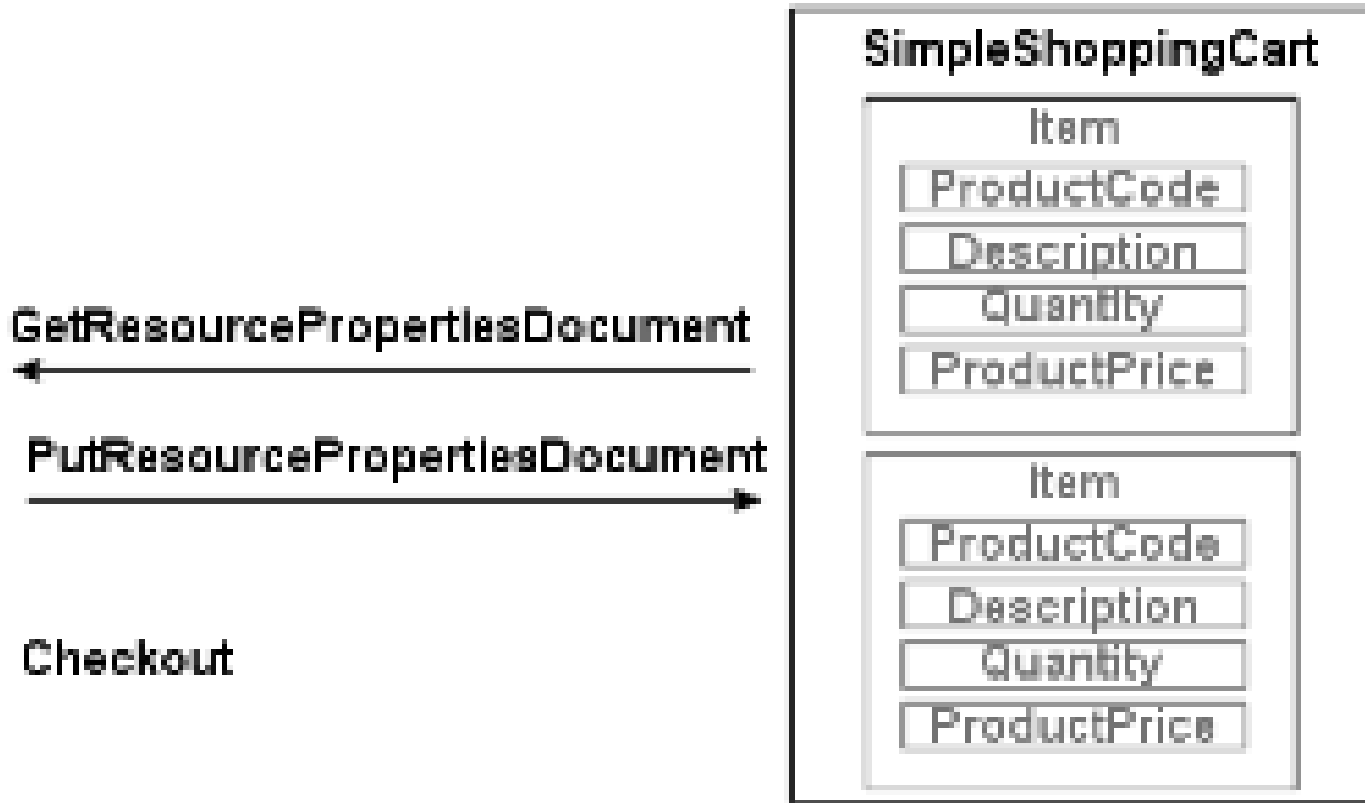 SimpleShoppingCart
Item
ProductCode
Description
Quantity
ProductPrice
GetResourcePropertiesDocument
PutResourcePropertiesDocument
Item
ProductCode
Description
Quantity
ProductPrice
Checkout